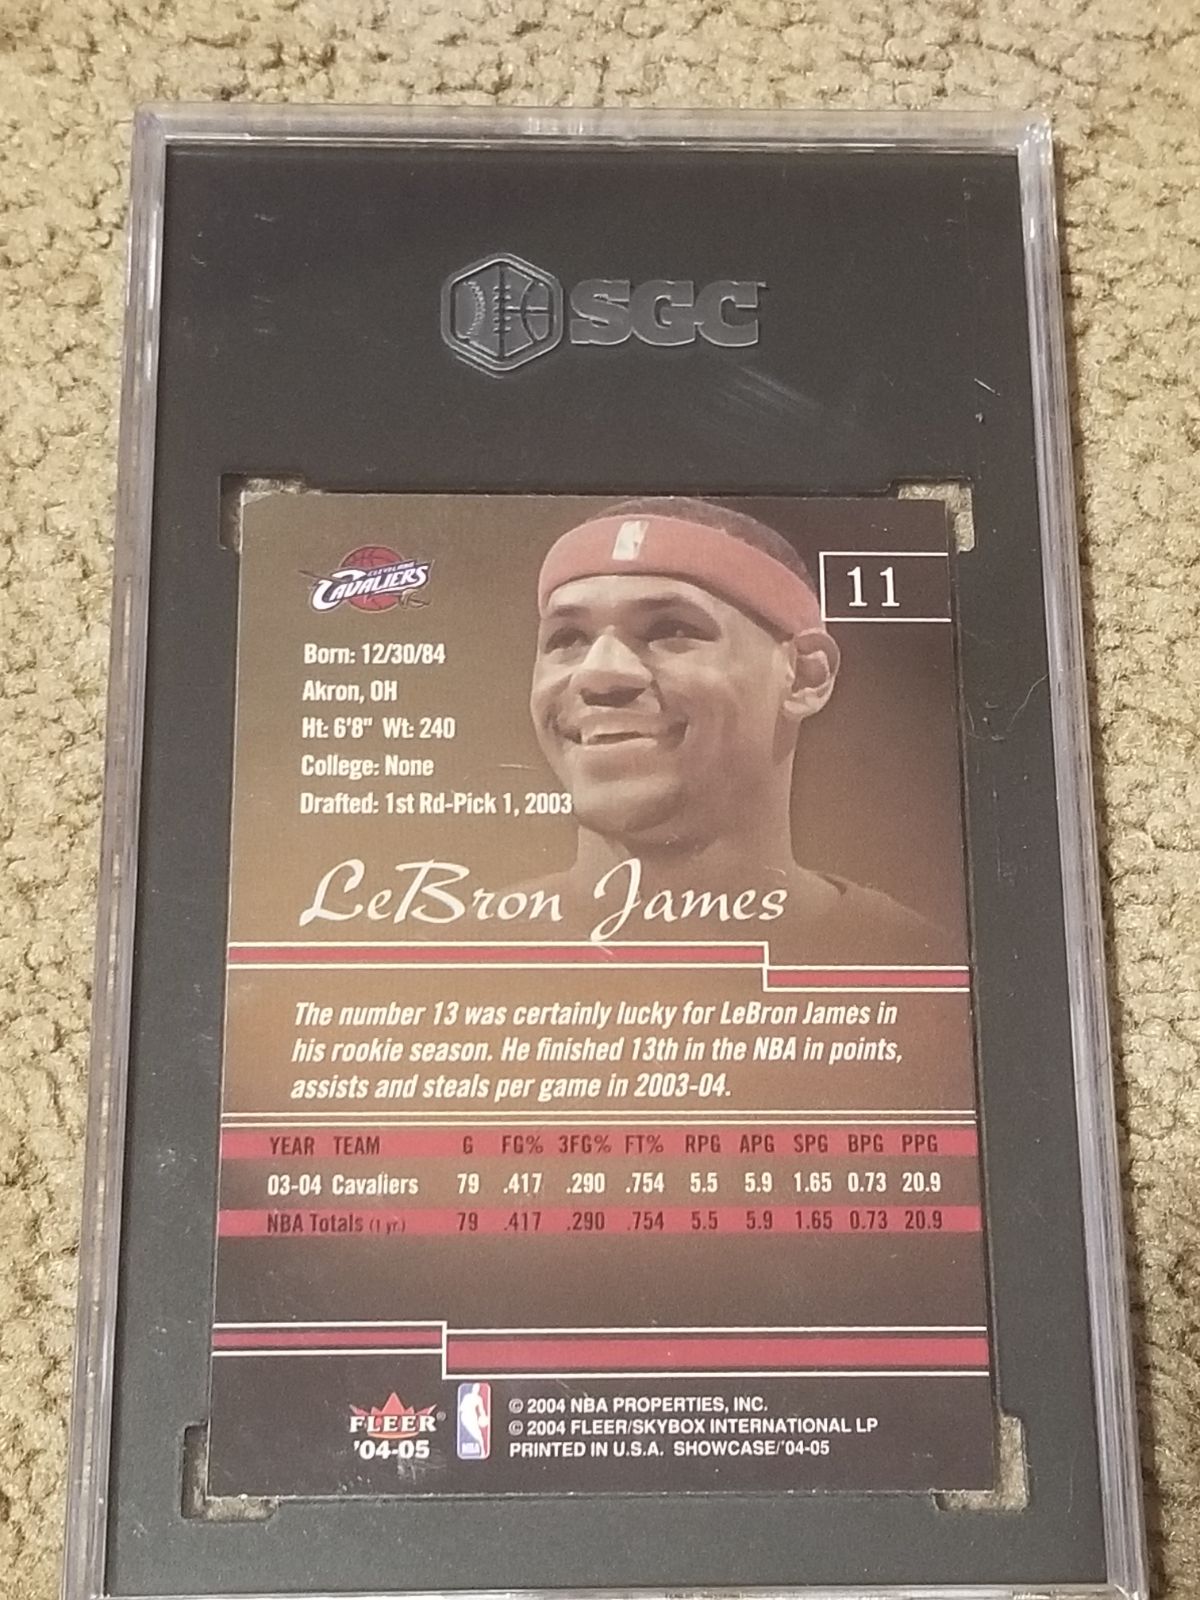 SGC
CLEVELAND
CAVALIERS
11
Born: 12/30/84
Akron, OH
Ht: 6'8" Wt: 240
College: None
Drafted: 1st Rd-Pick 1, 2003
LeBron James
The number 13 was certainly lucky for LeBron James in
his rookie season. He finished 13th in the NBA in points,
assists and steals per game in 2003-04.
YEAR TEAM G FG% 3FG% FT% RPG APG SPG BPG PPG
03-04 Cavaliers 79 .417 .290 .754 5.5 5.9 1.65 0.73 20.9
NBA Totals (1 yr.) 79 .417 .290 .754 5.5 5.9 1.65 0.73 20.9
FLEER®
'04-05
NBA
© 2004 NBA PROPERTIES, INC.
© 2004 FLEER/SKYBOX INTERNATIONAL LP
PRINTED IN U.S.A. SHOWCASE/'04-05